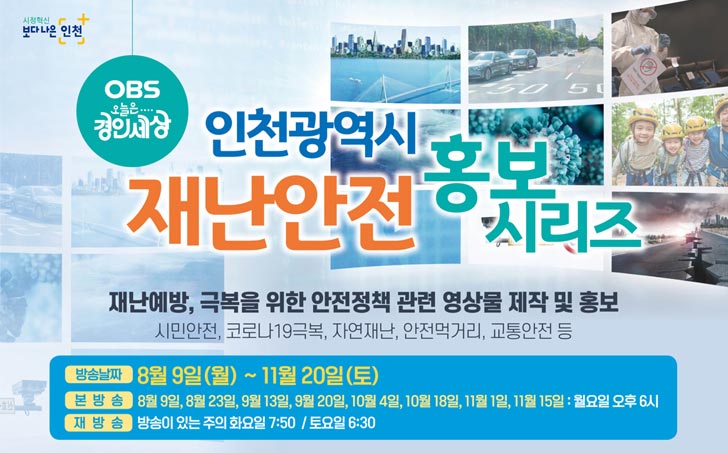 시정혁신
보다 나은 인천
OBS
오늘은....
경인세상
인천광역시
재난안전
홍보
시리즈
재난예방, 극복을 위한 안전정책 관련 영상물 제작 및 홍보
시민안전, 코로나19극복, 자연재난, 안전먹거리, 교통안전 등
방송날짜 8월 9일(월) ~ 11월 20일(토)
본 방 송 8월 9일, 8월 23일, 9월 13일, 9월 20일, 10월 4일, 10월 18일, 11월 1일, 11월 15일 : 월요일 오후 6시
재 방 송 방송이 있는 주의 화요일 7:50 / 토요일 6:30